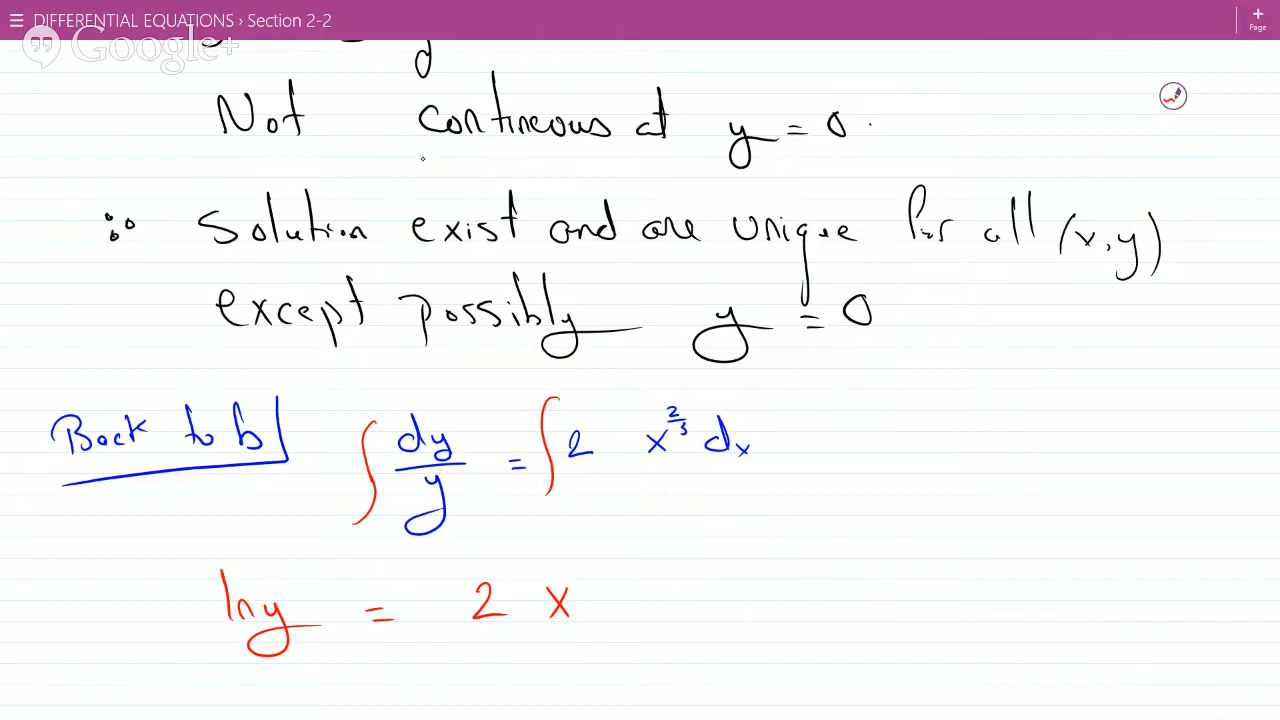 DIFFERENTIAL EQUATIONS › Section 2-2
Page
Google+
y
Not contineous at y = 0.
∴ Solution exist and are unique for all (x, y)
except possibly y = 0
Back to b ∫ dy/y = ∫ 2 x^(2/3) dx
ln y = 2 x